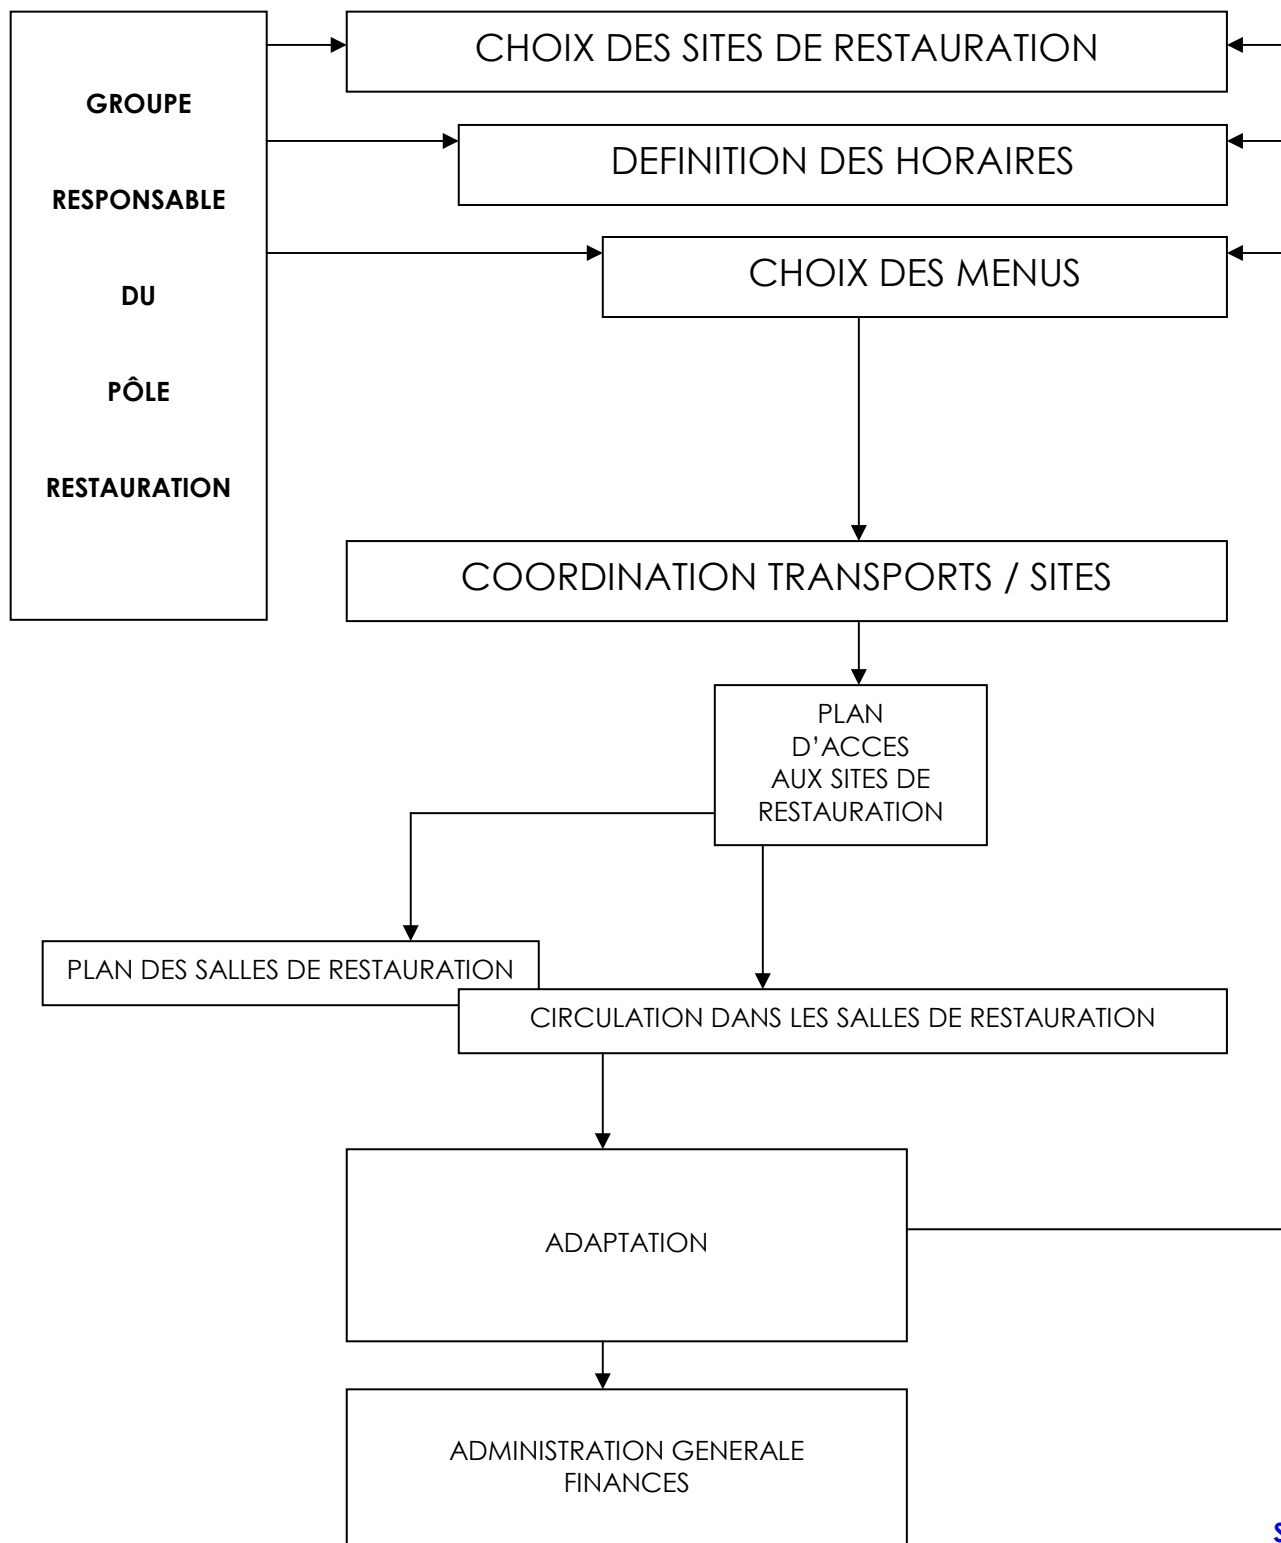 GROUPE
RESPONSABLE
DU
PÔLE
RESTAURATION
CHOIX DES SITES DE RESTAURATION
DEFINITION DES HORAIRES
CHOIX DES MENUS
COORDINATION TRANSPORTS / SITES
PLAN
D’ACCES
AUX SITES DE
RESTAURATION
PLAN DES SALLES DE RESTAURATION
CIRCULATION DANS LES SALLES DE RESTAURATION
ADAPTATION
ADMINISTRATION GENERALE
FINANCES